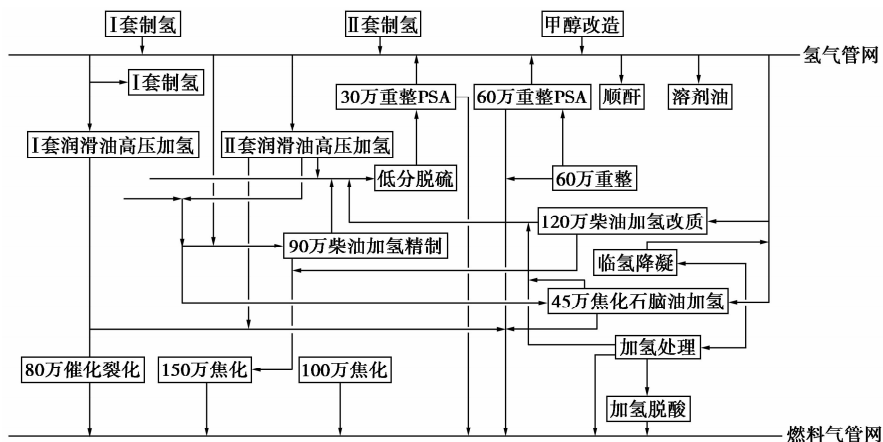 Ⅰ套制氢
Ⅱ套制氢
甲醇改造
氢气管网
Ⅰ套制氢
30万重整PSA
60万重整PSA
顺酐
溶剂油
Ⅰ套润滑油高压加氢
Ⅱ套润滑油高压加氢
低分脱硫
60万重整
120万柴油加氢改质
90万柴油加氢精制
临氢降凝
45万焦化石脑油加氢
加氢处理
80万催化裂化
150万焦化
100万焦化
加氢脱酸
燃料气管网